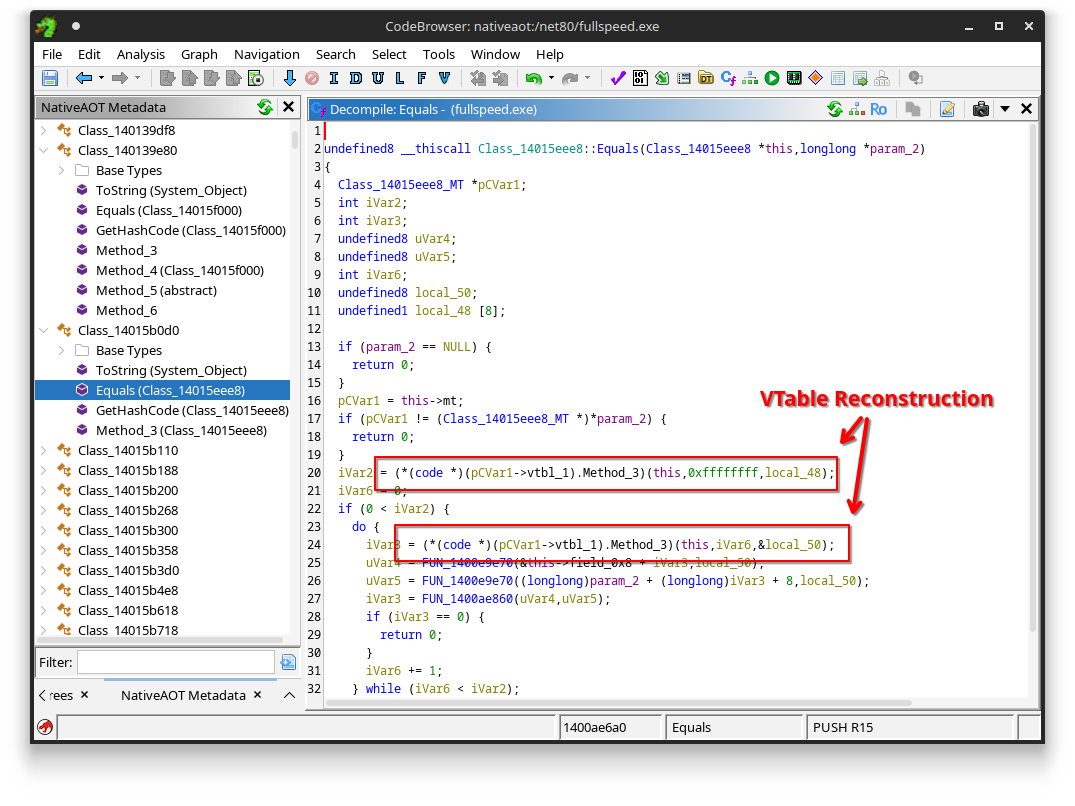 CodeBrowser: nativeaot:/net80/fullspeed.exe
File Edit Analysis Graph Navigation Search Select Tools Window Help
I D U L F V
NativeAOT Metadata
Class_140139df8
Class_140139e80
Base Types
ToString (System_Object)
Equals (Class_14015f000)
GetHashCode (Class_14015f000)
Method_3
Method_4 (Class_14015f000)
Method_5 (abstract)
Method_6
Class_14015b0d0
Base Types
ToString (System_Object)
Equals (Class_14015eee8)
GetHashCode (Class_14015eee8)
Method_3 (Class_14015eee8)
Class_14015b110
Class_14015b188
Class_14015b200
Class_14015b268
Class_14015b300
Class_14015b358
Class_14015b3d0
Class_14015b4e8
Class_14015b618
Class_14015b718
Filter:
rees × NativeAOT Metadata ×
Decompile: Equals - (fullspeed.exe)
Ro
1
2 undefined8 __thiscall Class_14015eee8::Equals(Class_14015eee8 *this,longlong *param_2)
3 {
4 Class_14015eee8_MT *pCVar1;
5 int iVar2;
6 int iVar3;
7 undefined8 uVar4;
8 undefined8 uVar5;
9 int iVar6;
10 undefined8 local_50;
11 undefined1 local_48 [8];
12
13 if (param_2 == NULL) {
14 return 0;
15 }
16 pCVar1 = this->mt;
17 if (pCVar1 != (Class_14015eee8_MT *)*param_2) {
18 return 0;
19 }
20 iVar2 = (*(code *)(pCVar1->vtbl_1).Method_3)(this,0xffffffff,local_48);
21 iVar6 = 0;
22 if (0 < iVar2) {
23 do {
24 iVar3 = (*(code *)(pCVar1->vtbl_1).Method_3)(this,iVar6,&local_50);
25 uVar4 = FUN_1400e9e70(&this->field_0x8 + iVar3,local_50);
26 uVar5 = FUN_1400e9e70((longlong)param_2 + (longlong)iVar3 + 8,local_50);
27 iVar3 = FUN_1400ae860(uVar4,uVar5);
28 if (iVar3 == 0) {
29 return 0;
30 }
31 iVar6 += 1;
32 } while (iVar6 < iVar2);
VTable Reconstruction
1400ae6a0 Equals PUSH R15